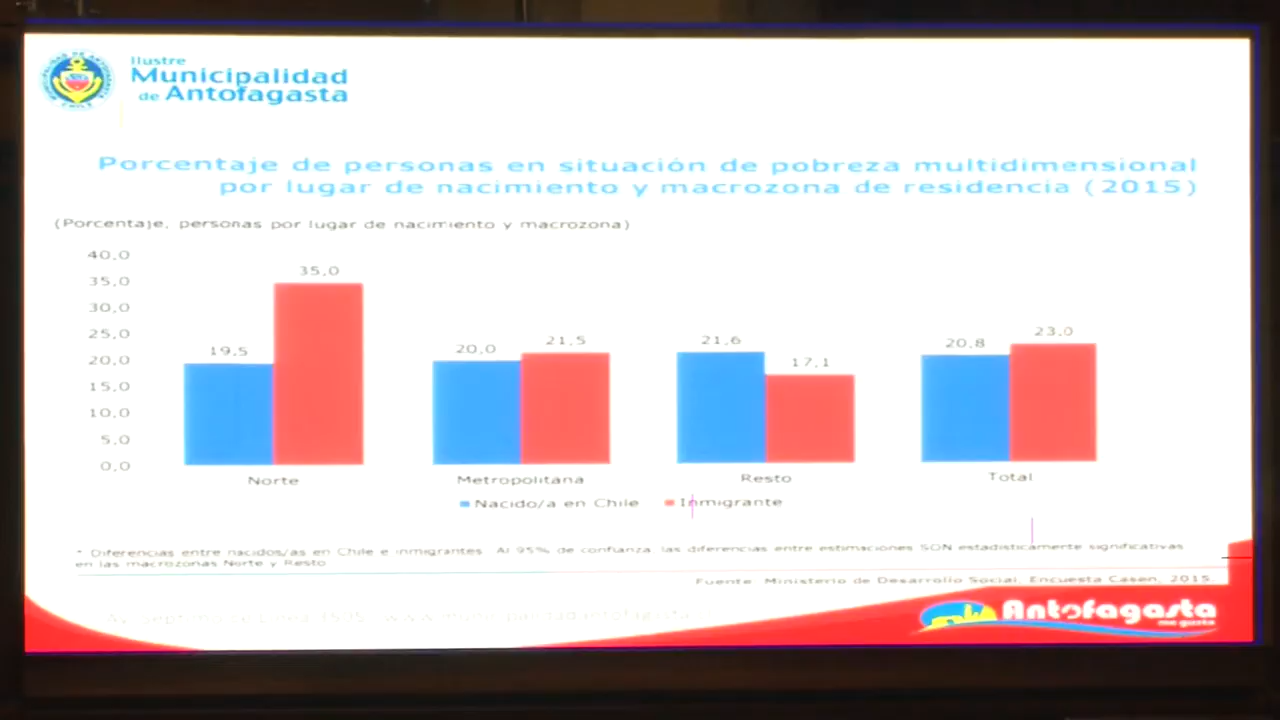 Ilustre
Municipalidad
de Antofagasta
Porcentaje de personas en situación de pobreza multidimensional
por lugar de nacimiento y macrozona de residencia (2015)
(Porcentaje, personas por lugar de nacimiento y macrozona)
40,0
35,0
30,0
25,0
20,0
15,0
10,0
5,0
0,0
19,5
35,0
20,0
21,5
21,6
17,1
20,8
23,0
Norte
Metropolitana
Resto
Total
Nacido/a en Chile
Inmigrante
* Diferencias entre nacidos/as en Chile e inmigrantes. Al 95% de confianza, las diferencias entre estimaciones SON estadísticamente significativas
en las macrozonas Norte y Resto
Fuente: Ministerio de Desarrollo Social, Encuesta Casen, 2015.
Antofagasta
me gusta